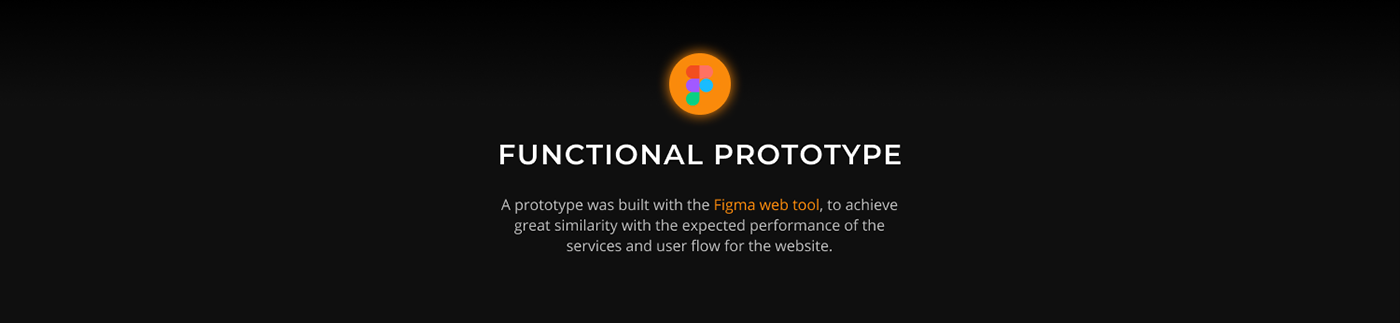 FUNCTIONAL PROTOTYPE
A prototype was built with the Figma web tool, to achieve
great similarity with the expected performance of the
services and user flow for the website.